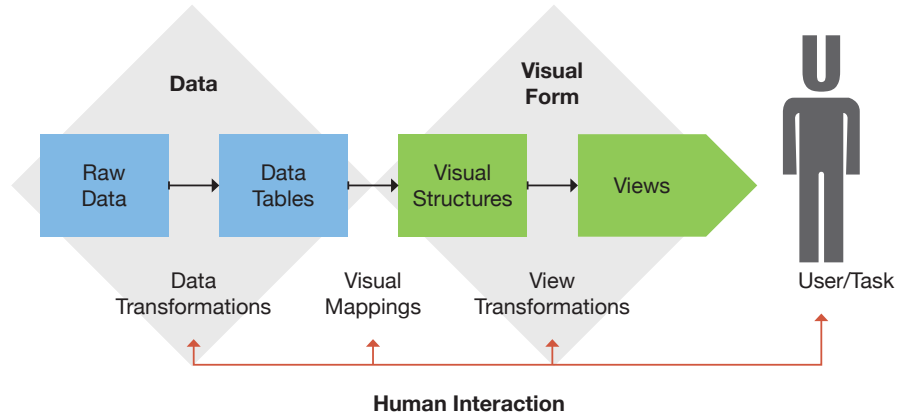 Data
Visual
Form
Raw
Data
Data
Tables
Visual
Structures
Views
Data
Transformations
Visual
Mappings
View
Transformations
User/Task
Human Interaction